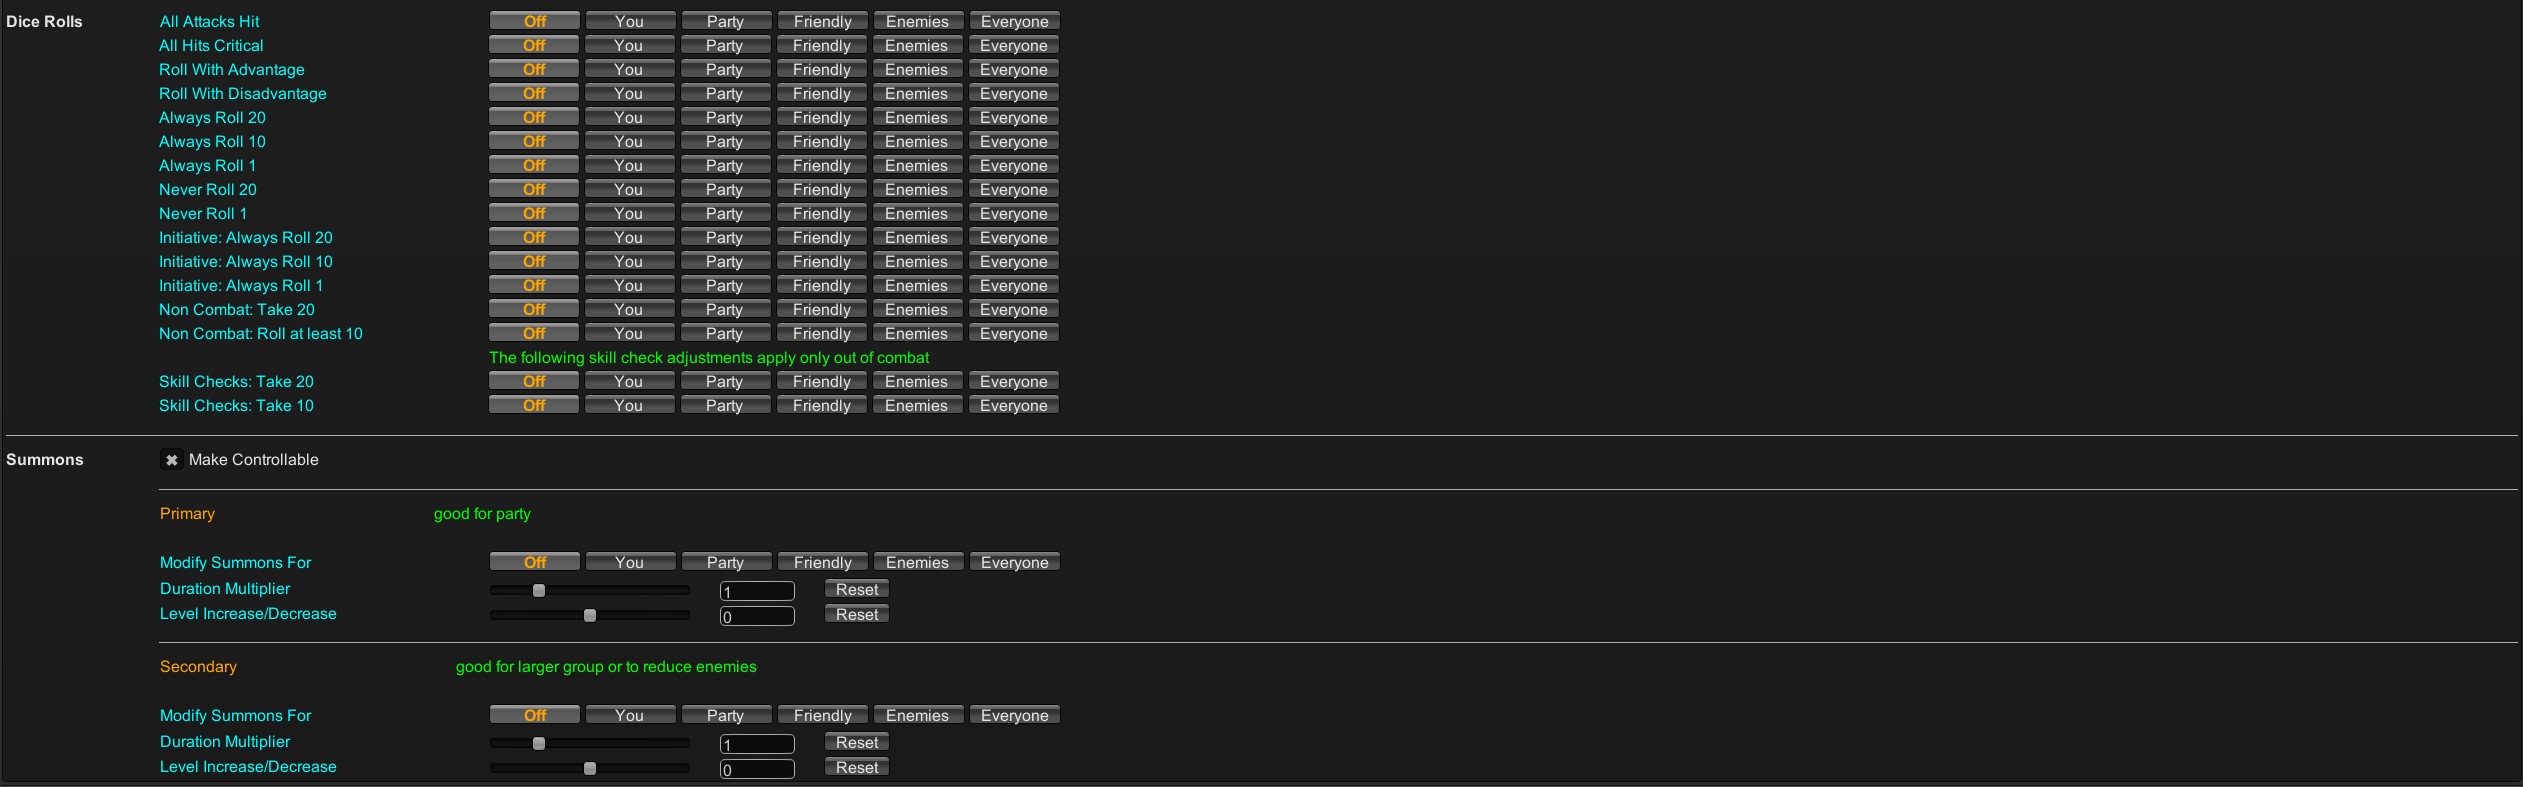 Dice Rolls All Attacks Hit Off You Party Friendly Enemies Everyone
All Hits Critical Off You Party Friendly Enemies Everyone
Roll With Advantage Off You Party Friendly Enemies Everyone
Roll With Disadvantage Off You Party Friendly Enemies Everyone
Always Roll 20 Off You Party Friendly Enemies Everyone
Always Roll 10 Off You Party Friendly Enemies Everyone
Always Roll 1 Off You Party Friendly Enemies Everyone
Never Roll 20 Off You Party Friendly Enemies Everyone
Never Roll 1 Off You Party Friendly Enemies Everyone
Initiative: Always Roll 20 Off You Party Friendly Enemies Everyone
Initiative: Always Roll 10 Off You Party Friendly Enemies Everyone
Initiative: Always Roll 1 Off You Party Friendly Enemies Everyone
Non Combat: Take 20 Off You Party Friendly Enemies Everyone
Non Combat: Roll at least 10 Off You Party Friendly Enemies Everyone
The following skill check adjustments apply only out of combat
Skill Checks: Take 20 Off You Party Friendly Enemies Everyone
Skill Checks: Take 10 Off You Party Friendly Enemies Everyone
Summons ✖ Make Controllable
Primary good for party
Modify Summons For Off You Party Friendly Enemies Everyone
Duration Multiplier 1 Reset
Level Increase/Decrease 0 Reset
Secondary good for larger group or to reduce enemies
Modify Summons For Off You Party Friendly Enemies Everyone
Duration Multiplier 1 Reset
Level Increase/Decrease 0 Reset